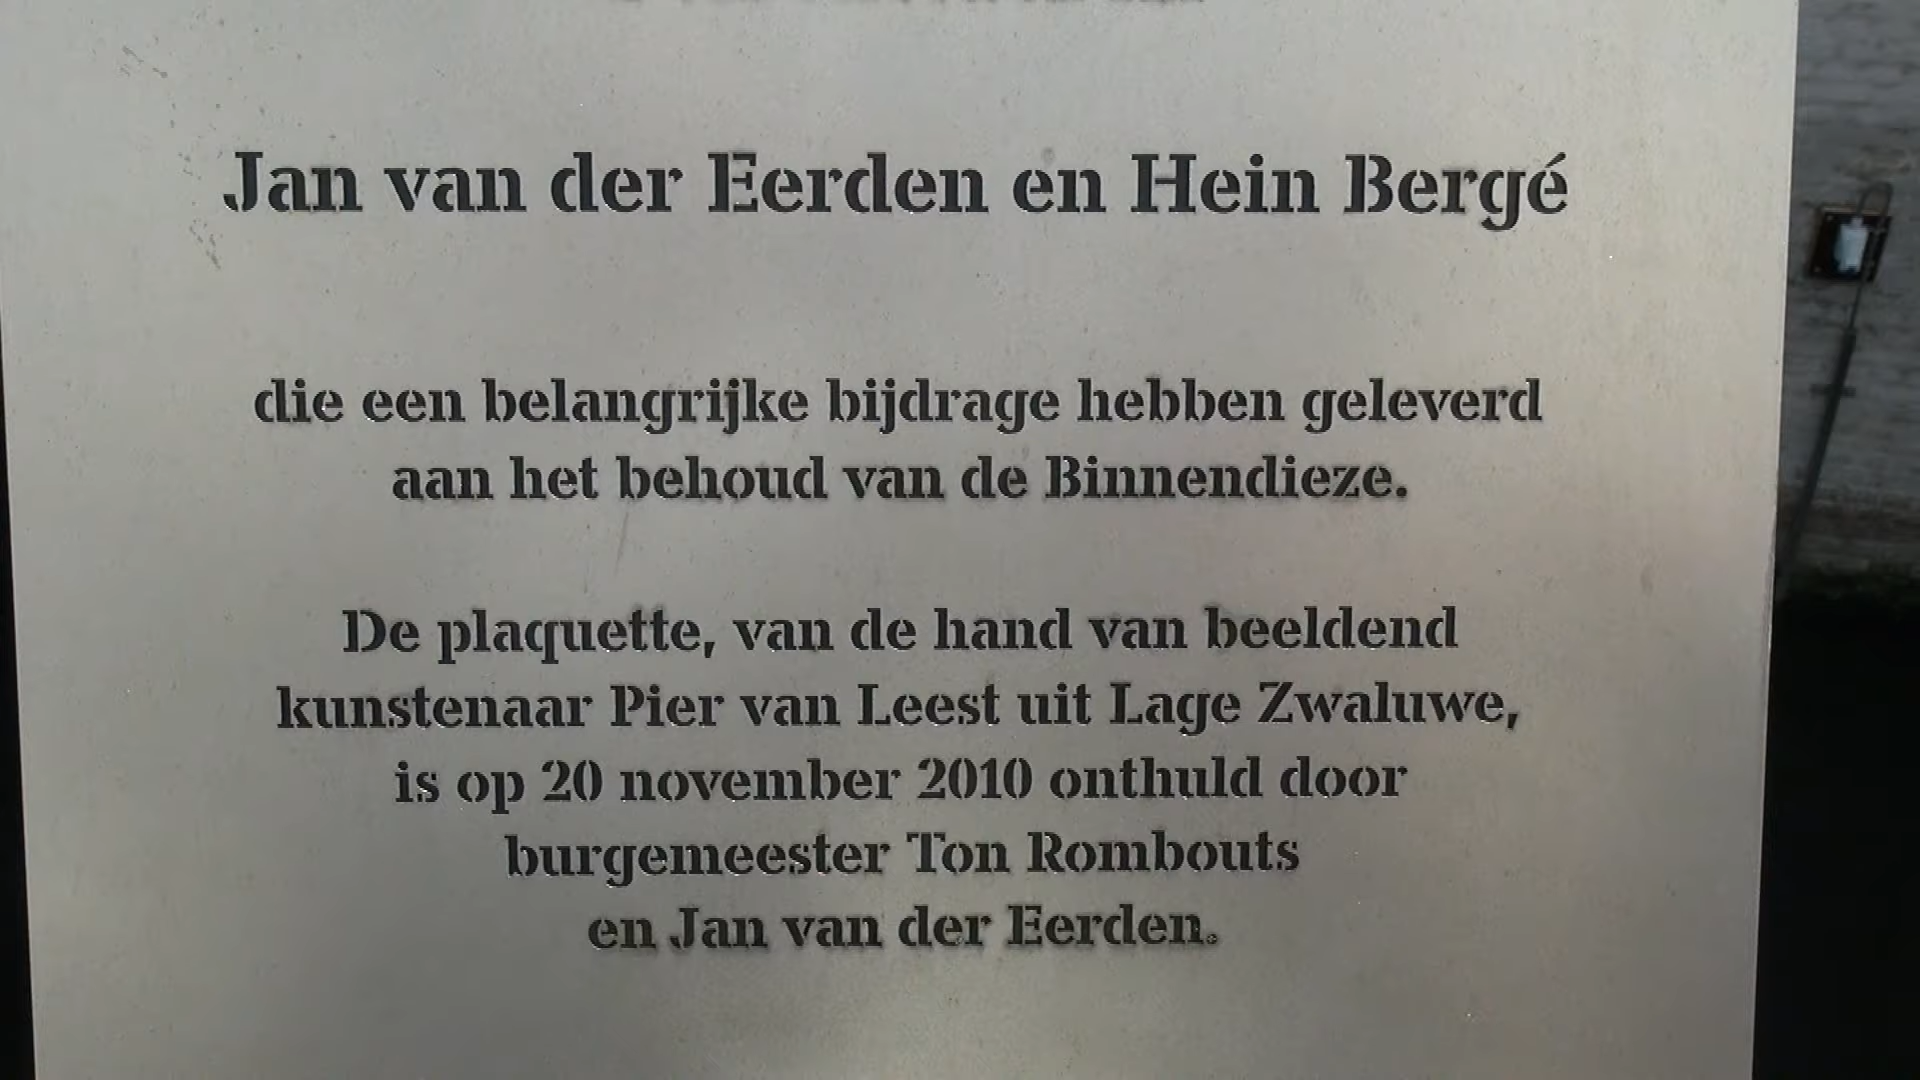 Jan van der Eerden en Hein Bergé
die een belangrijke bijdrage hebben geleverd
aan het behoud van de Binnendieze.
De plaquette, van de hand van beeldend
kunstenaar Pier van Leest uit Lage Zwaluwe,
is op 20 november 2010 onthuld door
burgemeester Ton Rombouts
en Jan van der Eerden.